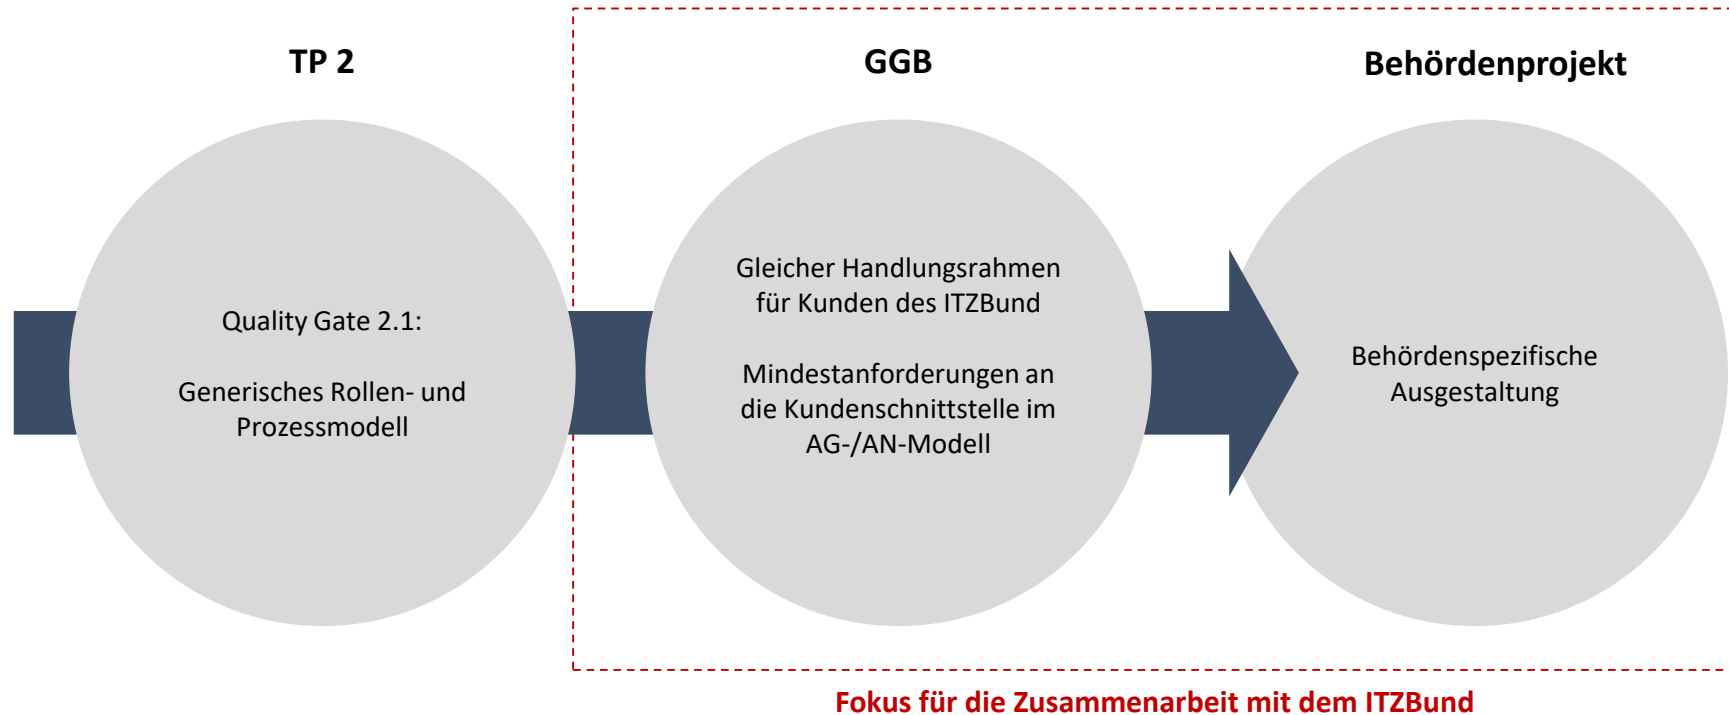 TP 2
GGB
Behördenprojekt
Quality Gate 2.1:
Generisches Rollen- und
Prozessmodell
Gleicher Handlungsrahmen
für Kunden des ITZBund
Mindestanforderungen an
die Kundenschnittstelle im
AG-/AN-Modell
Behördenspezifische
Ausgestaltung
Fokus für die Zusammenarbeit mit dem ITZBund